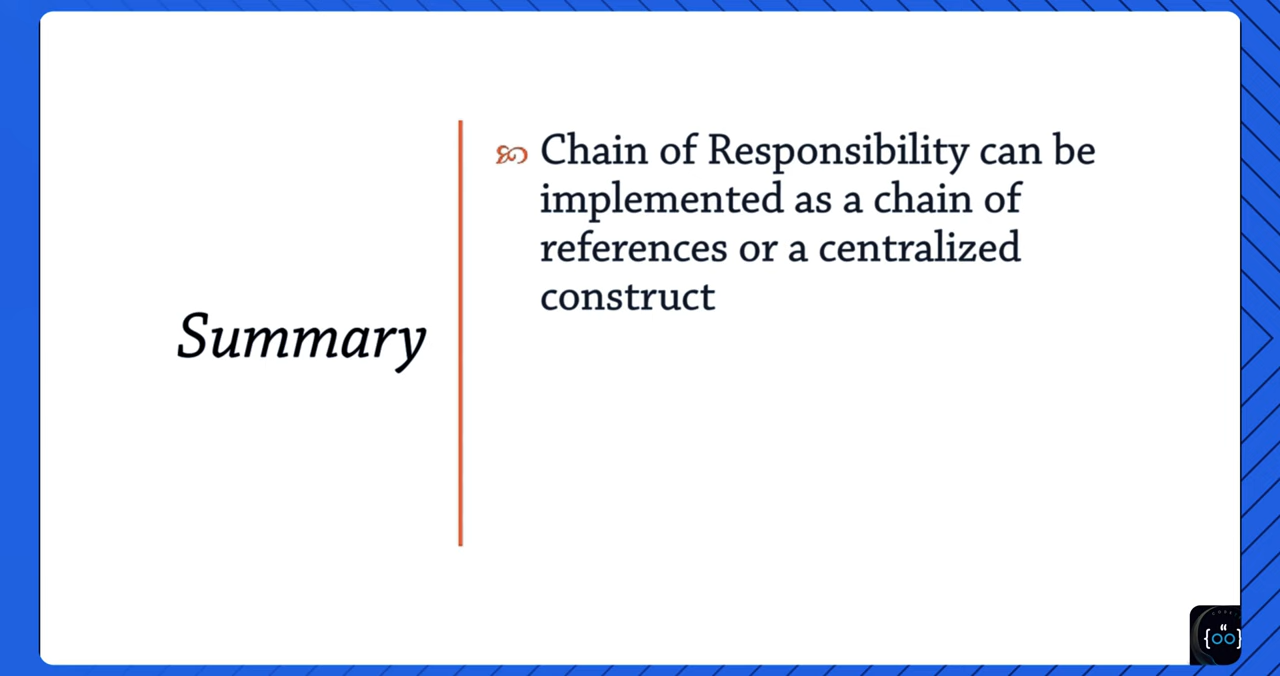 Summary
Chain of Responsibility can be
implemented as a chain of
references or a centralized
construct